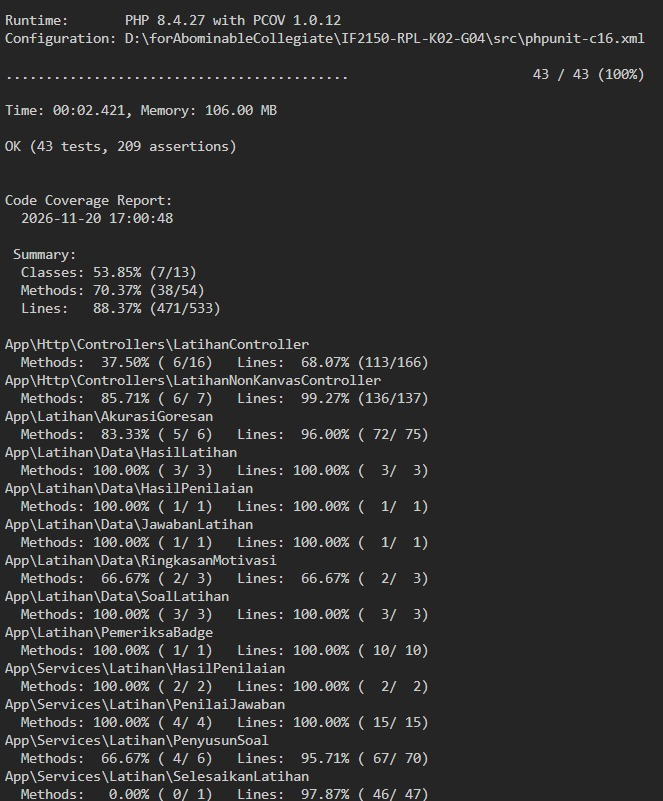 Runtime:       PHP 8.4.27 with PCOV 1.0.12
Configuration: D:\forAbominableCollegiate\IF2150-RPL-K02-G04\src\phpunit-c16.xml
...........................................                       43 / 43 (100%)
Time: 00:02.421, Memory: 106.00 MB
OK (43 tests, 209 assertions)
Code Coverage Report:
  2026-11-20 17:00:48
 Summary:
  Classes: 53.85% (7/13)
  Methods: 70.37% (38/54)
  Lines:   88.37% (471/533)
App\Http\Controllers\LatihanController
  Methods:  37.50% ( 6/16)   Lines:  68.07% (113/166)
App\Http\Controllers\LatihanNonKanvasController
  Methods:  85.71% ( 6/ 7)   Lines:  99.27% (136/137)
App\Latihan\AkurasiGoresan
  Methods:  83.33% ( 5/ 6)   Lines:  96.00% ( 72/ 75)
App\Latihan\Data\HasilLatihan
  Methods: 100.00% ( 3/ 3)   Lines: 100.00% (  3/  3)
App\Latihan\Data\HasilPenilaian
  Methods: 100.00% ( 1/ 1)   Lines: 100.00% (  1/  1)
App\Latihan\Data\JawabanLatihan
  Methods: 100.00% ( 1/ 1)   Lines: 100.00% (  1/  1)
App\Latihan\Data\RingkasanMotivasi
  Methods:  66.67% ( 2/ 3)   Lines:  66.67% (  2/  3)
App\Latihan\Data\SoalLatihan
  Methods: 100.00% ( 3/ 3)   Lines: 100.00% (  3/  3)
App\Latihan\PemeriksaBadge
  Methods: 100.00% ( 1/ 1)   Lines: 100.00% ( 10/ 10)
App\Services\Latihan\HasilPenilaian
  Methods: 100.00% ( 2/ 2)   Lines: 100.00% (  2/  2)
App\Services\Latihan\PenilaiJawaban
  Methods: 100.00% ( 4/ 4)   Lines: 100.00% ( 15/ 15)
App\Services\Latihan\PenyusunSoal
  Methods:  66.67% ( 4/ 6)   Lines:  95.71% ( 67/ 70)
App\Services\Latihan\SelesaikanLatihan
  Methods:   0.00% ( 0/ 1)   Lines:  97.87% ( 46/ 47)